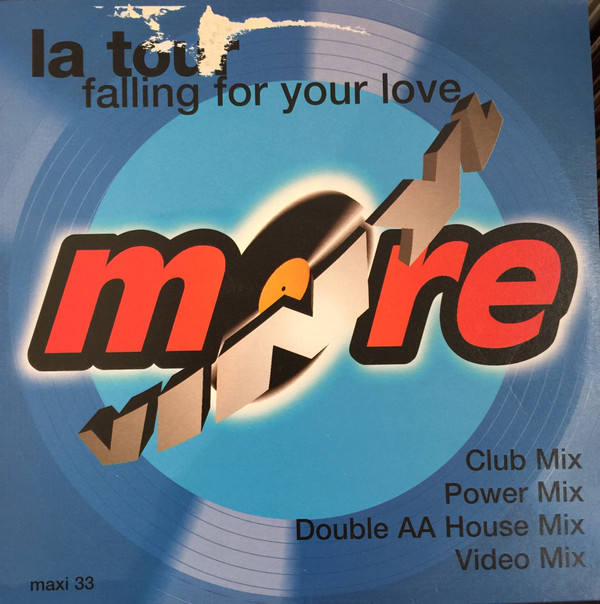 la tour
falling for your love
more
VINYL
Club Mix
Power Mix
Double AA House Mix
Video Mix
maxi 33